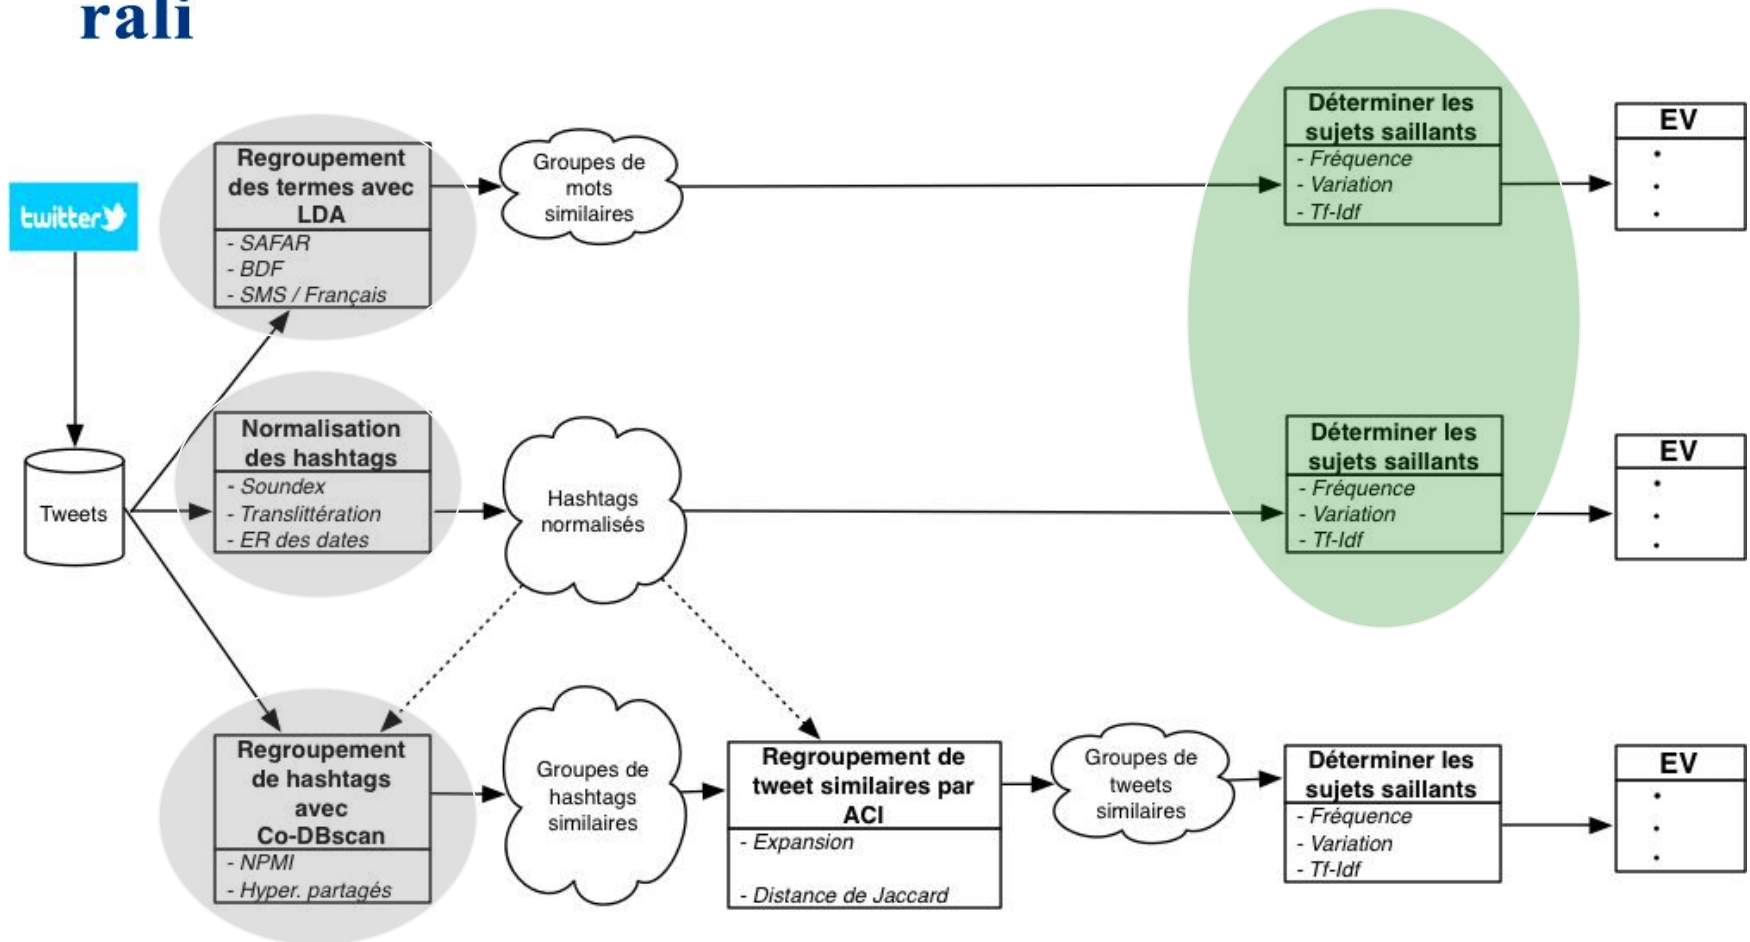 rali
twitter
Tweets
Regroupement
des termes avec
LDA
- SAFAR
- BDF
- SMS / Français
Groupes de
mots
similaires
Déterminer les
sujets saillants
- Fréquence
- Variation
- Tf-Idf
EV
Normalisation
des hashtags
- Soundex
- Translittération
- ER des dates
Hashtags
normalisés
Déterminer les
sujets saillants
- Fréquence
- Variation
- Tf-Idf
EV
Regroupement
de hashtags
avec
Co-DBscan
- NPMI
- Hyper. partagés
Groupes de
hashtags
similaires
Regroupement de
tweet similaires par
ACI
- Expansion
- Distance de Jaccard
Groupes de
tweets
similaires
Déterminer les
sujets saillants
- Fréquence
- Variation
- Tf-Idf
EV